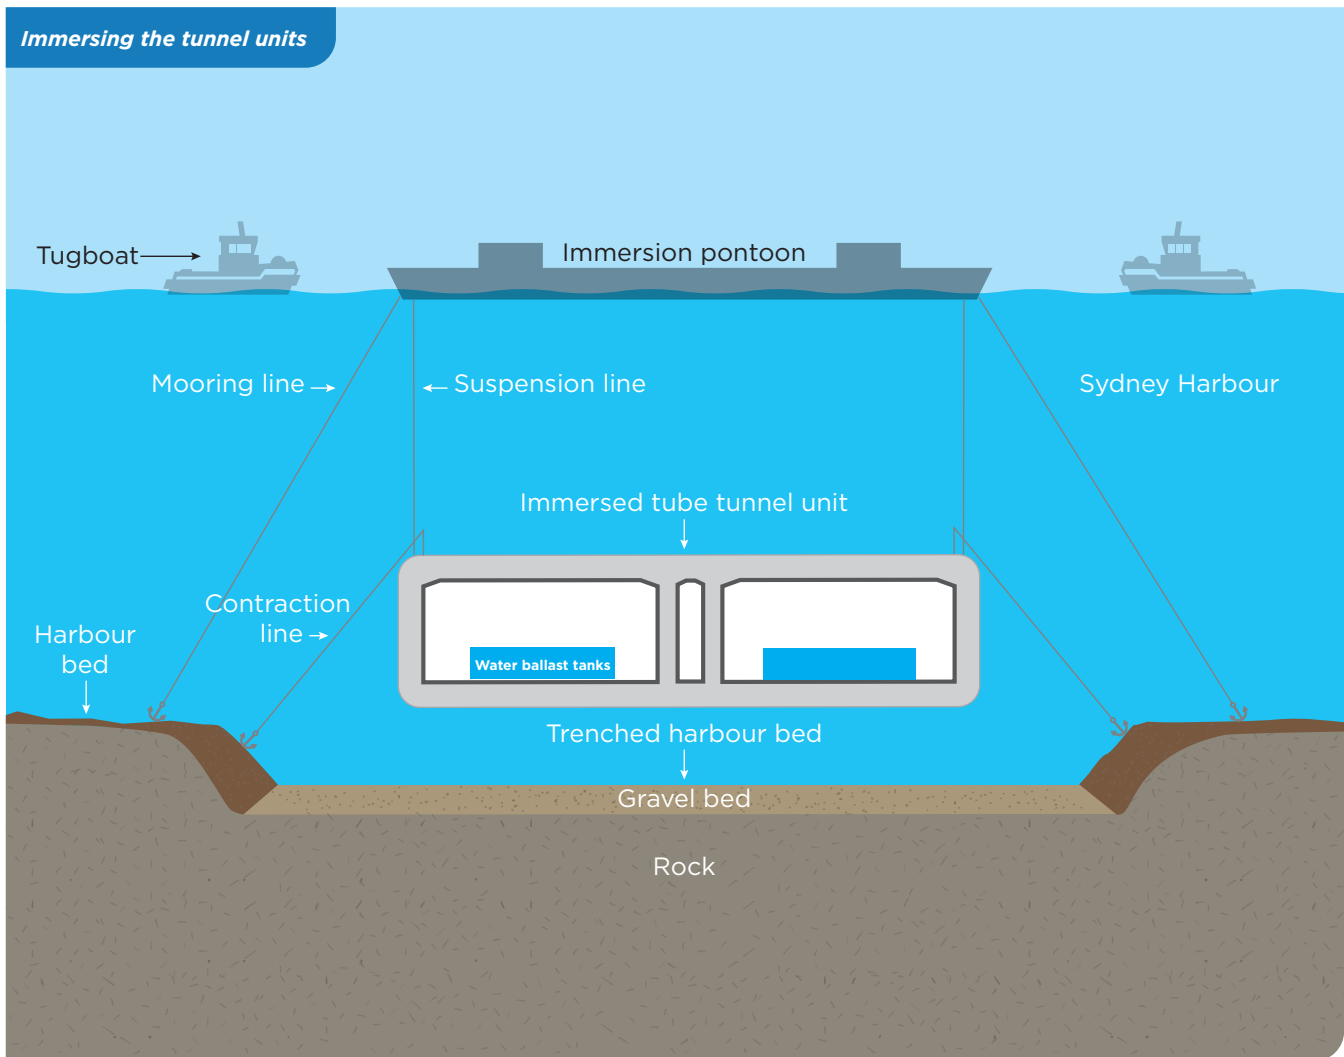 Immersing the tunnel units
Tugboat
Immersion pontoon
Mooring line
Suspension line
Sydney Harbour
Immersed tube tunnel unit
Contraction
line
Harbour
bed
Water ballast tanks
Trenched harbour bed
Gravel bed
Rock